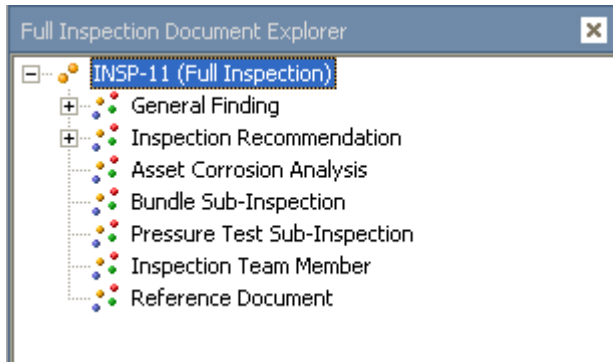 Full Inspection Document Explorer
INSP-11 (Full Inspection)
General Finding
Inspection Recommendation
Asset Corrosion Analysis
Bundle Sub-Inspection
Pressure Test Sub-Inspection
Inspection Team Member
Reference Document